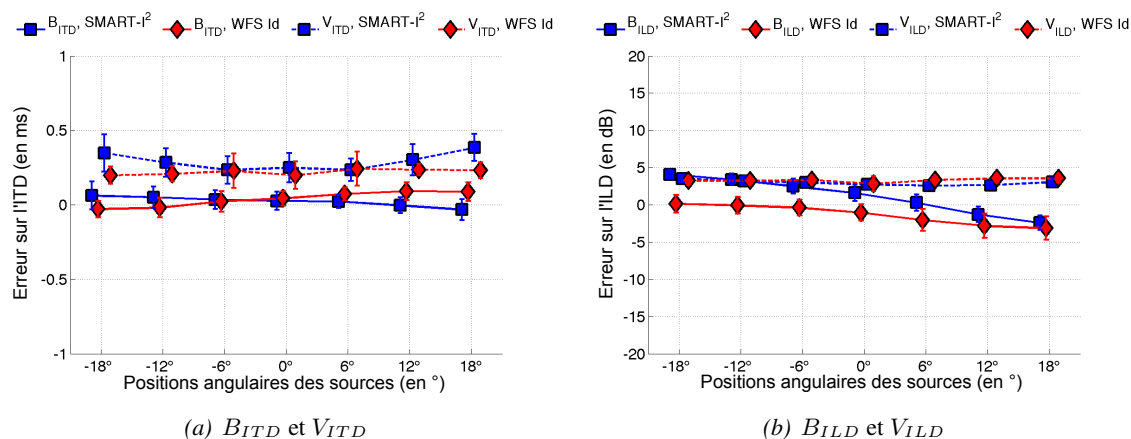 B_ITD, SMART-I² B_ITD, WFS Id V_ITD, SMART-I² V_ITD, WFS Id
1
0.5
0
-0.5
-1
Erreur sur l'ITD (en ms)
-18° -12° -6° 0° 6° 12° 18°
Positions angulaires des sources (en °)
(a) B_ITD et V_ITD
B_ILD, SMART-I² B_ILD, WFS Id V_ILD, SMART-I² V_ILD, WFS Id
20
15
10
5
0
-5
-10
-15
-20
Erreur sur l'ILD (en dB)
-18° -12° -6° 0° 6° 12° 18°
Positions angulaires des sources (en °)
(b) B_ILD et V_ILD